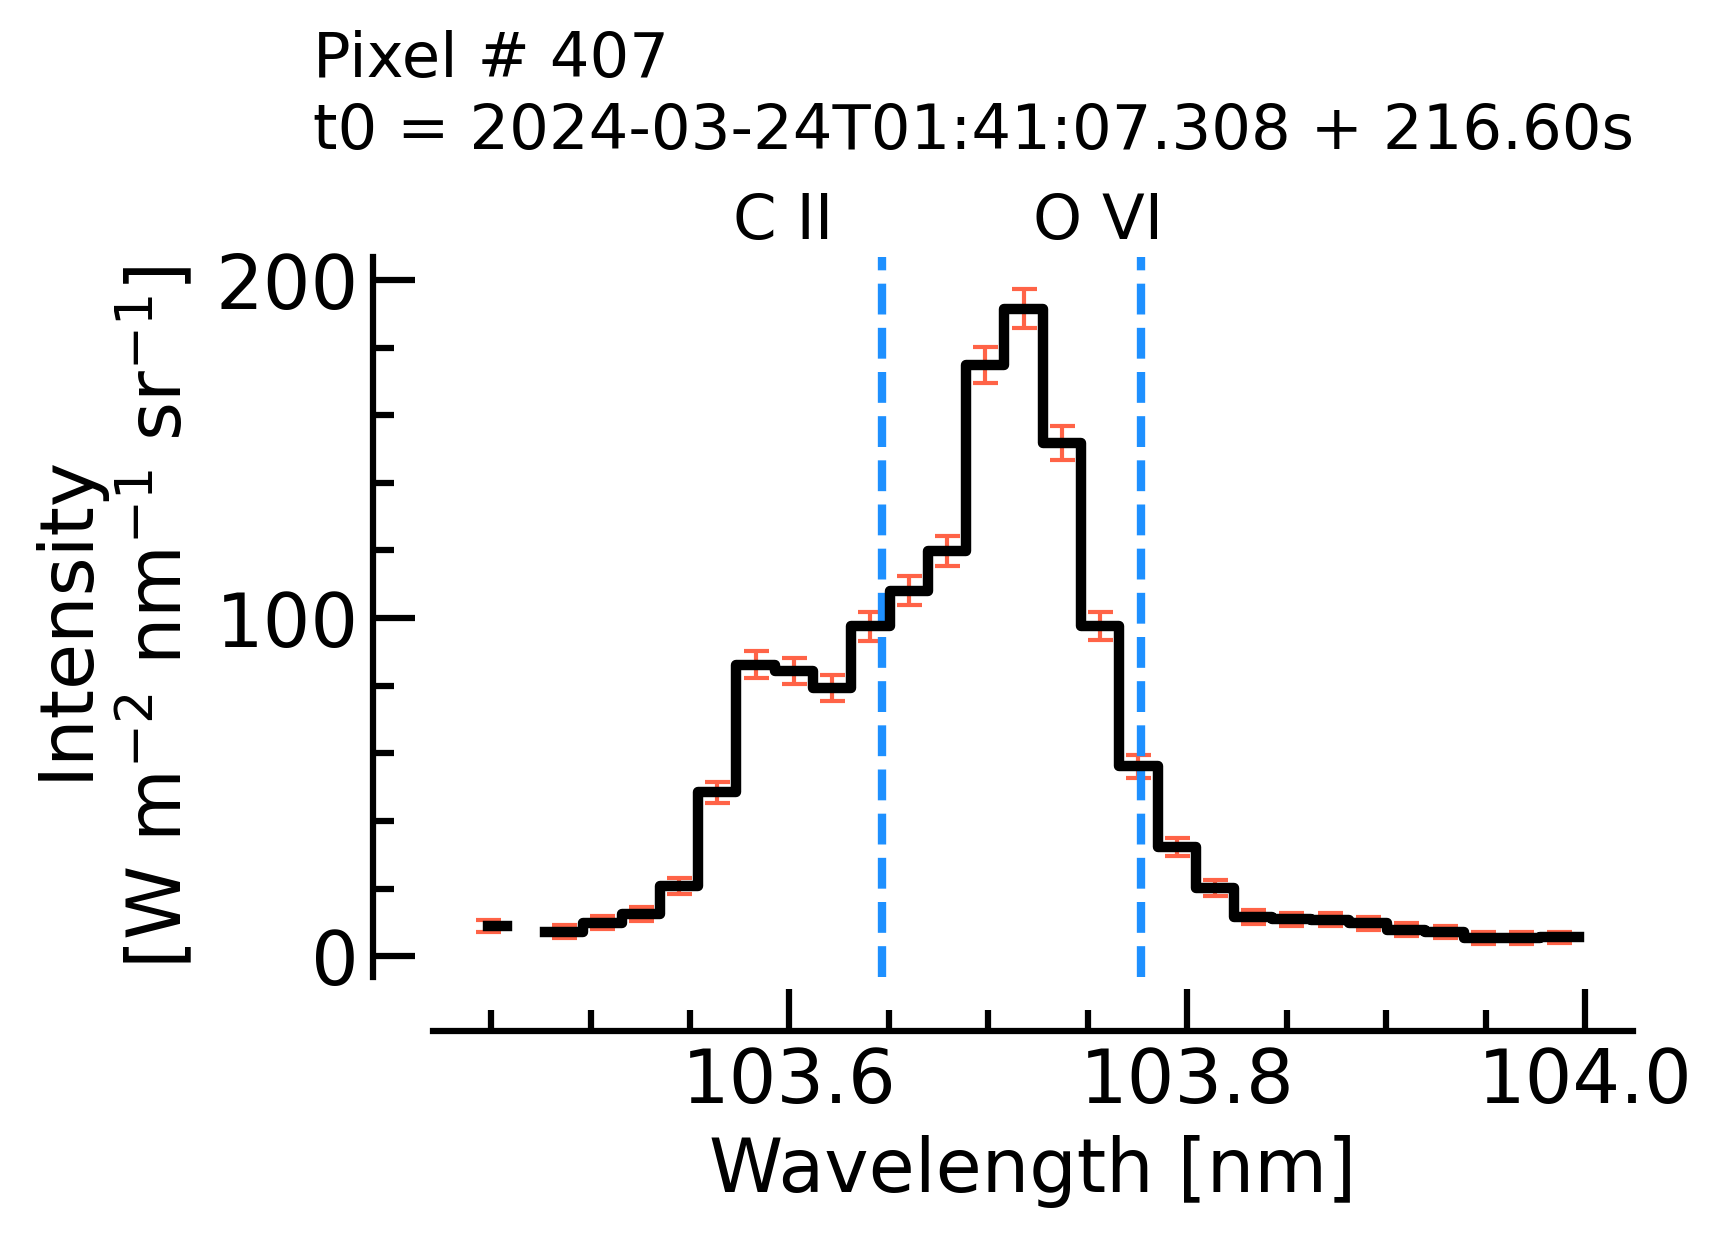 Pixel # 407
t0 = 2024-03-24T01:41:07.308 + 216.60s
C II O VI
200
100
0
Intensity
[W m⁻² nm⁻¹ sr⁻¹]
103.6 103.8 104.0
Wavelength [nm]